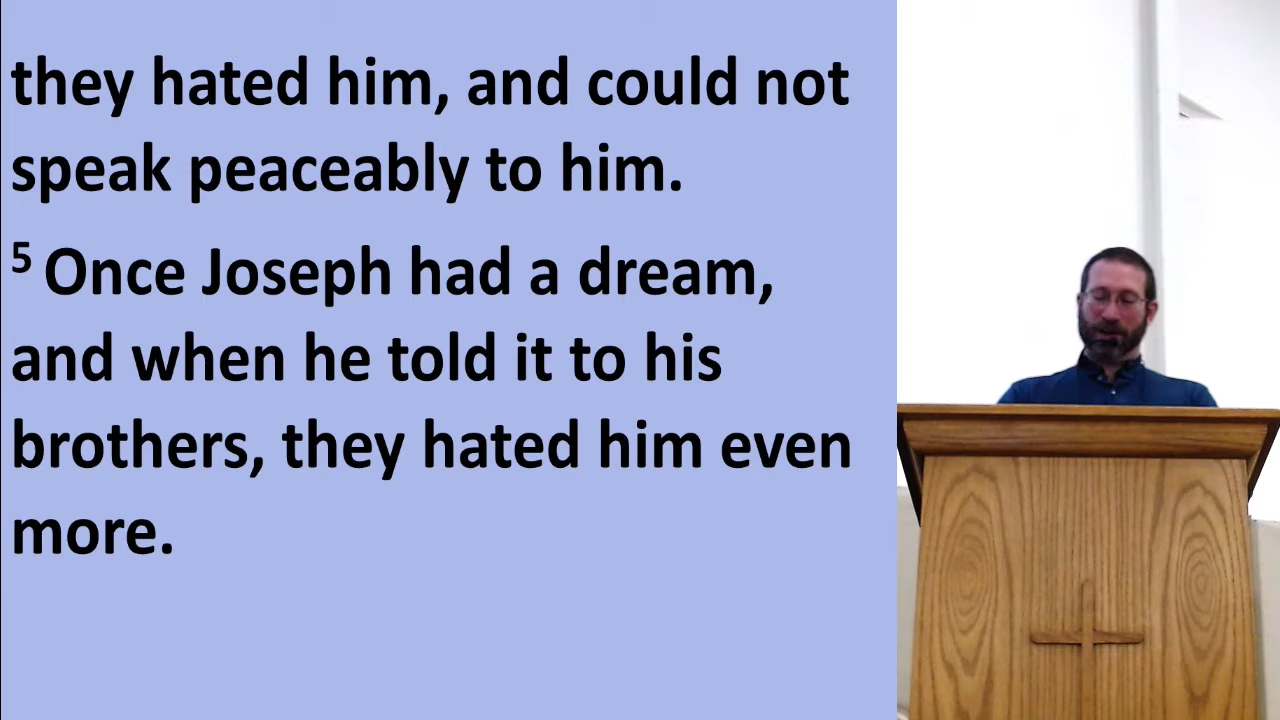 they hated him, and could not
speak peaceably to him.
5 Once Joseph had a dream,
and when he told it to his
brothers, they hated him even
more.